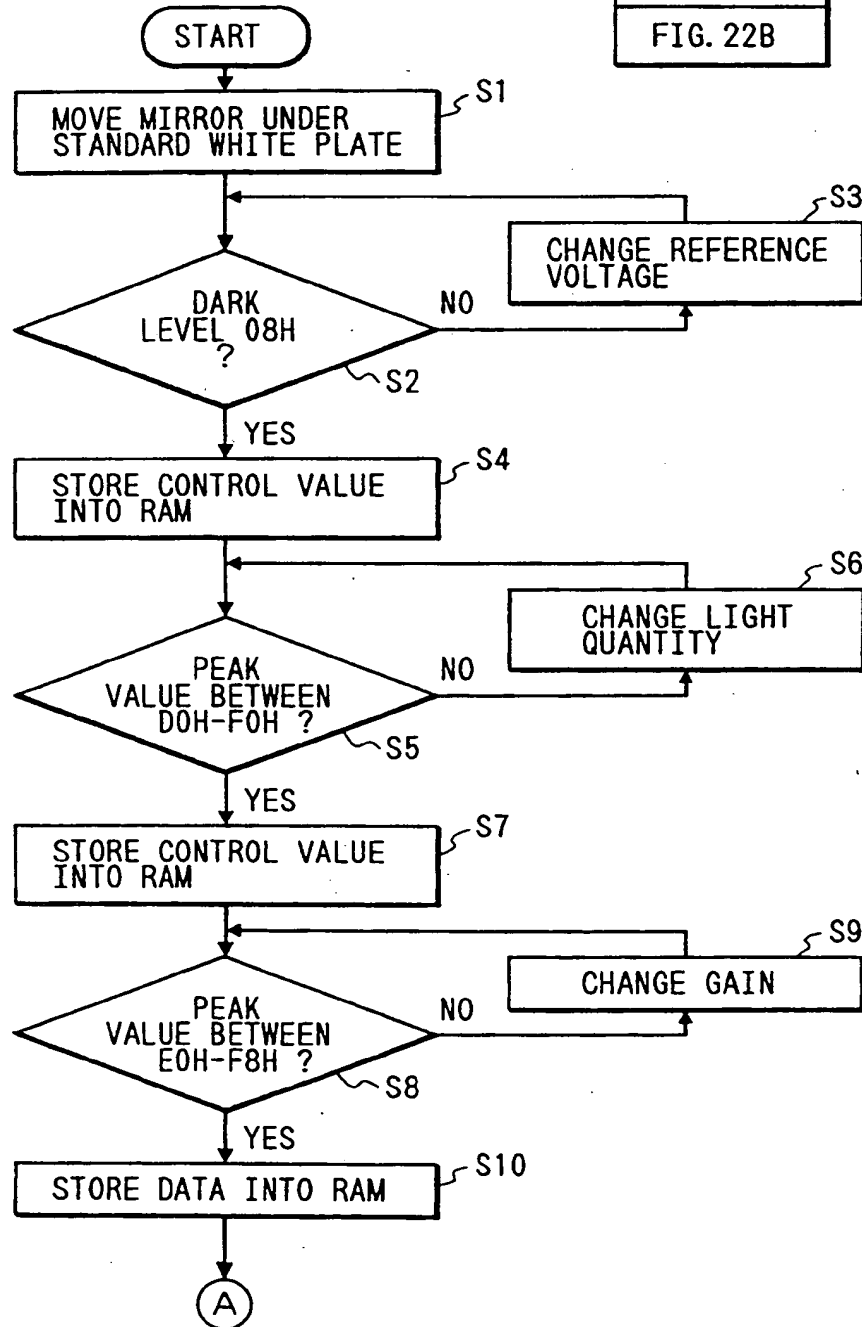 START
FIG. 22B
S1
MOVE MIRROR UNDER
STANDARD WHITE PLATE
S3
CHANGE REFERENCE
VOLTAGE
DARK
LEVEL 08H
?
NO
S2
YES
S4
STORE CONTROL VALUE
INTO RAM
S6
CHANGE LIGHT
QUANTITY
PEAK
VALUE BETWEEN
D0H-F0H ?
NO
S5
YES
S7
STORE CONTROL VALUE
INTO RAM
S9
CHANGE GAIN
PEAK
VALUE BETWEEN
E0H-F8H ?
NO
S8
YES
S10
STORE DATA INTO RAM
A